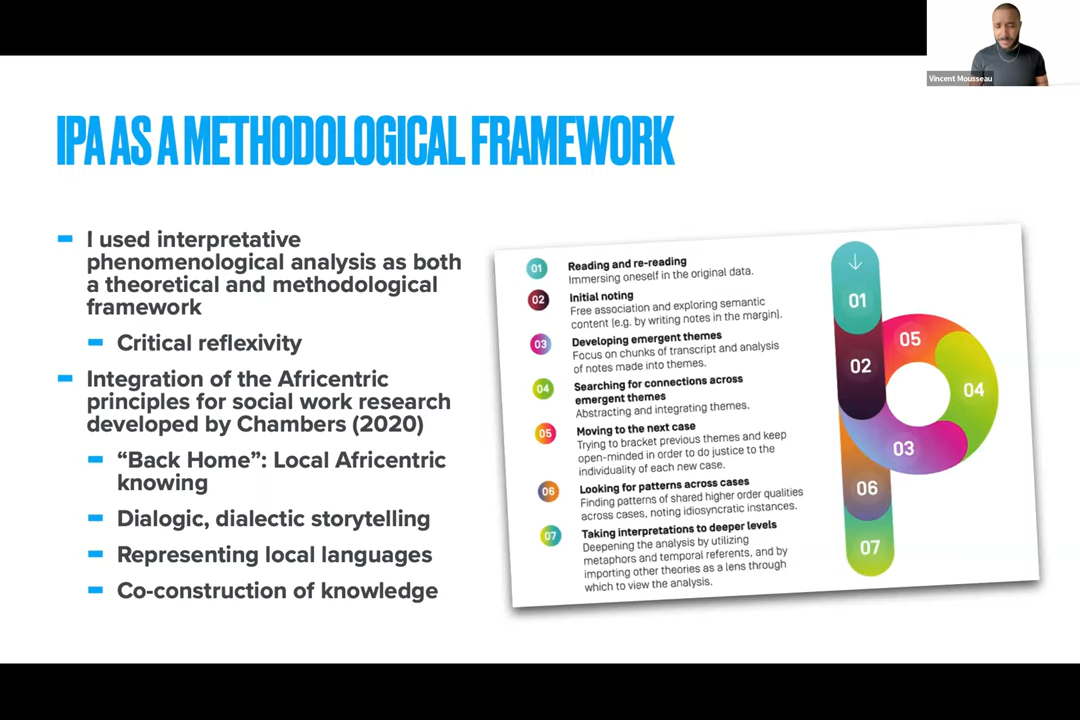 Vincent Mousseau
IPA AS A METHODOLOGICAL FRAMEWORK
I used interpretative
phenomenological analysis as both
a theoretical and methodological
framework
Critical reflexivity
Integration of the Africentric
principles for social work research
developed by Chambers (2020)
“Back Home”: Local Africentric
knowing
Dialogic, dialectic storytelling
Representing local languages
Co-construction of knowledge
01
Reading and re-reading
Immersing oneself in the original data.
02
Initial noting
Free association and exploring semantic
content (e.g. by writing notes in the margin).
03
Developing emergent themes
Focus on chunks of transcript and analysis
of notes made into themes.
04
Searching for connections across
emergent themes
Abstracting and integrating themes.
05
Moving to the next case
Trying to bracket previous themes and keep
open-minded in order to do justice to the
individuality of each new case.
06
Looking for patterns across cases
Finding patterns of shared higher order qualities
across cases, noting idiosyncratic instances.
07
Taking interpretations to deeper levels
Deepening the analysis by utilizing
metaphors and temporal referents, and by
importing other theories as a lens through
which to view the analysis.
01
02
05
04
03
06
07